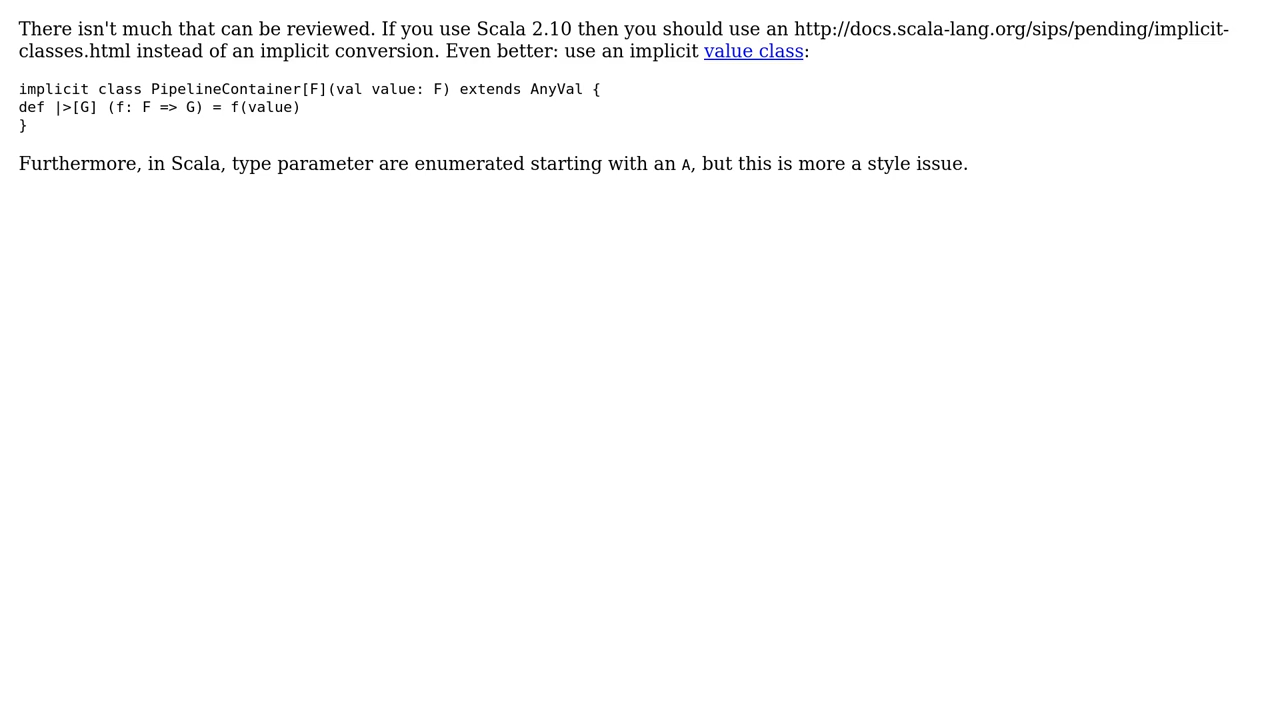 There isn't much that can be reviewed. If you use Scala 2.10 then you should use an http://docs.scala-lang.org/sips/pending/implicit-
classes.html instead of an implicit conversion. Even better: use an implicit value class:
implicit class PipelineContainer[F](val value: F) extends AnyVal {
def |>[G] (f: F => G) = f(value)
}
Furthermore, in Scala, type parameter are enumerated starting with an A, but this is more a style issue.